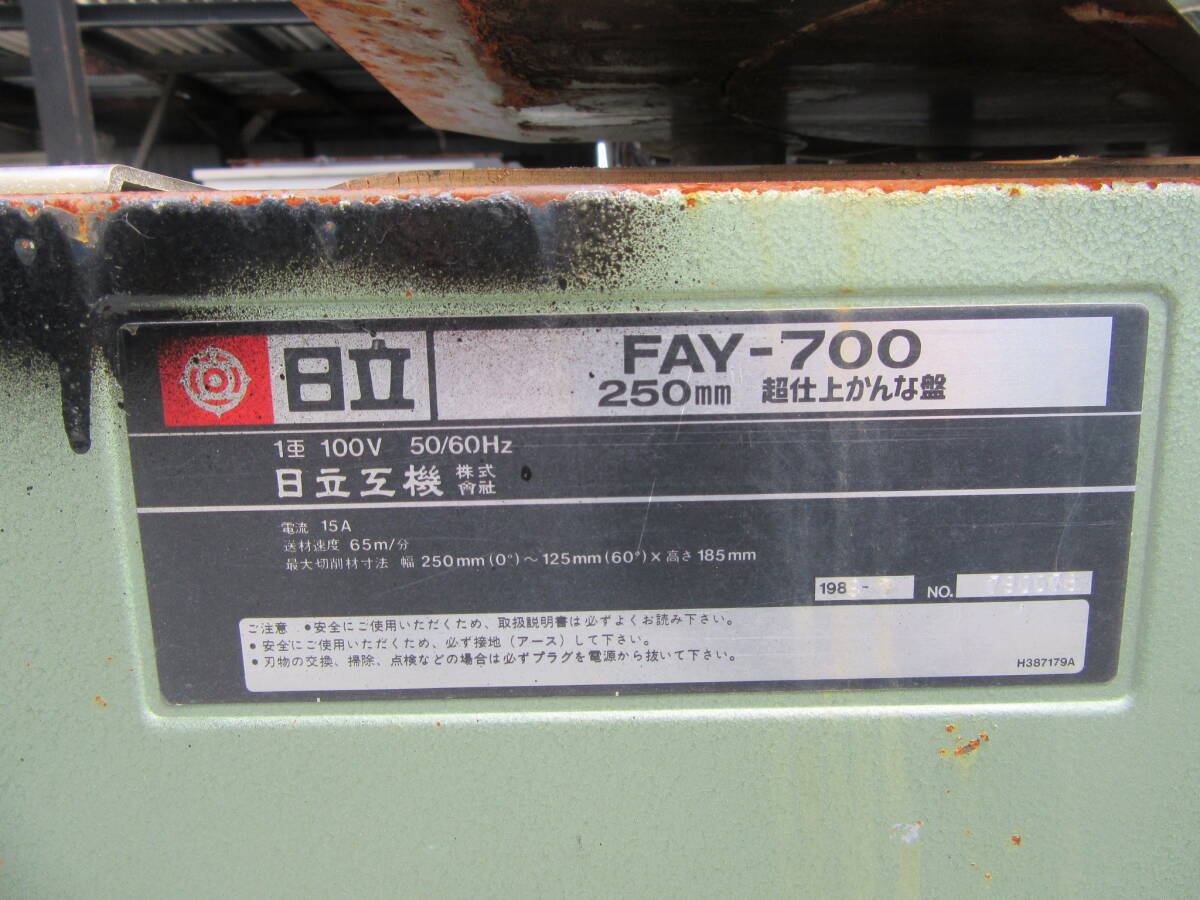 日立
FAY-700
250mm 超仕上かんな盤
1φ 100V 50/60Hz
日立工機 株式会社
電流 15A
送材速度 65m/分
最大切削材寸法 幅 250mm(0°)～125mm(60°)×高さ185mm
NO.
ご注意 ●安全にご使用いただくため、取扱説明書は必ずよくお読み下さい。
●安全にご使用いただくため、必ず接地(アース)して下さい。
●刃物の交換、掃除、点検などの場合は必ずプラグを電源から抜いて下さい。
H387179A